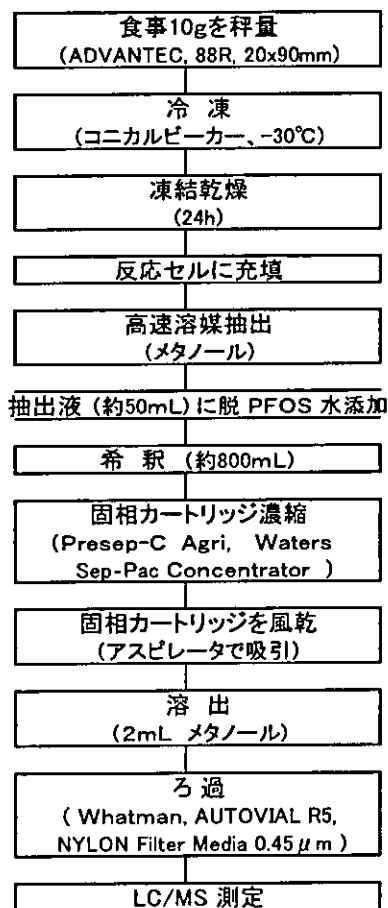 食事10gを秤量
(ADVANTEC, 88R, 20x90mm)
冷 凍
(コニカルビーカー、-30℃)
凍結乾燥
(24h)
反応セルに充填
高速溶媒抽出
(メタノール)
抽出液 (約50mL) に脱 PFOS 水添加
希 釈 (約800mL)
固相カートリッジ濃縮
(Presep-C Agri, Waters
Sep-Pac Concentrator )
固相カートリッジを風乾
(アスピレータで吸引)
溶 出
(2mL メタノール)
ろ 過
( Whatman, AUTOVIAL R5,
NYLON Filter Media 0.45μm )
LC/MS 測定